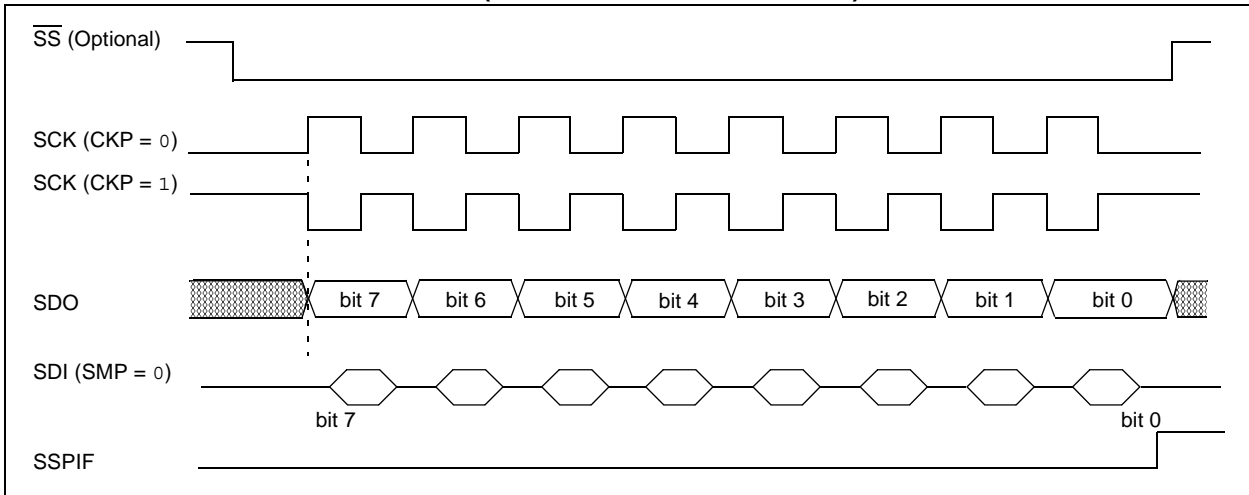 SS (Optional)
SCK (CKP = 0)
SCK (CKP = 1)
SDO
bit 7 bit 6 bit 5 bit 4 bit 3 bit 2 bit 1 bit 0
SDI (SMP = 0)
bit 7 bit 0
SSPIF